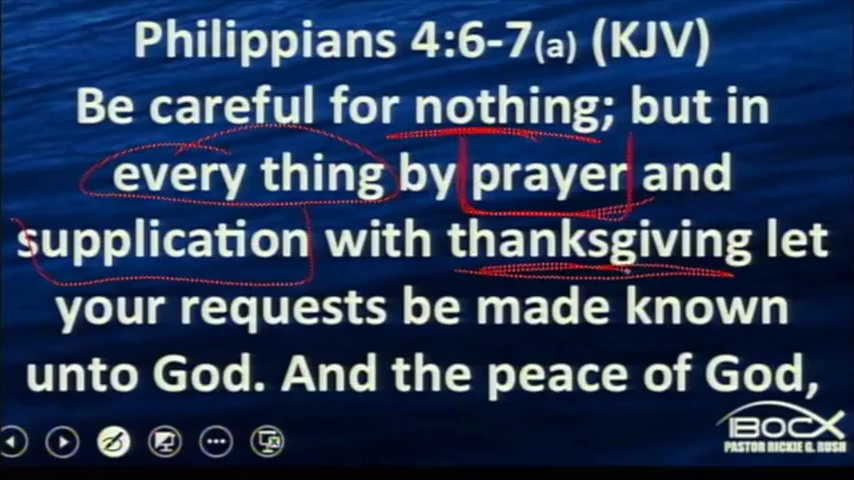 Philippians 4:6-7(a) (KJV)
Be careful for nothing; but in
every thing by prayer and
supplication with thanksgiving let
your requests be made known
unto God. And the peace of God,
IBOCX
PASTOR RICKIE G. RUSH